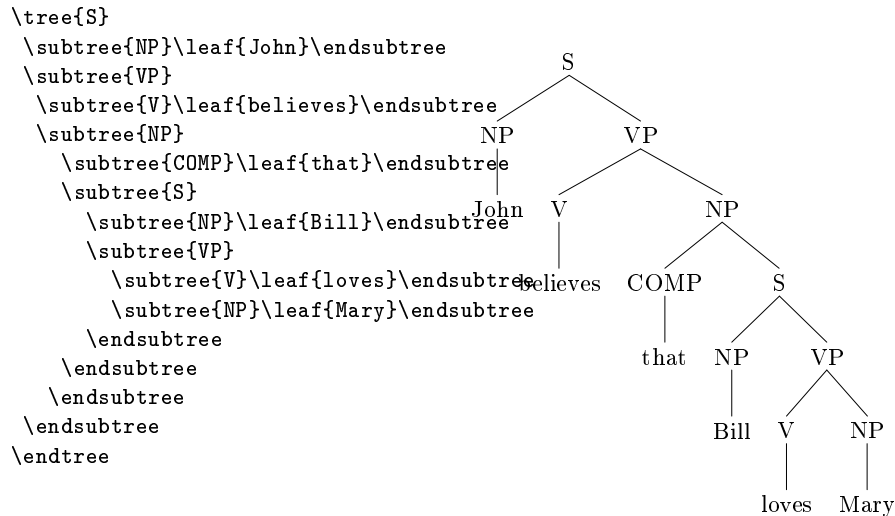 \tree{S}
 \subtree{NP}\leaf{John}\endsubtree
 \subtree{VP}
  \subtree{V}\leaf{believes}\endsubtree
  \subtree{NP}
    \subtree{COMP}\leaf{that}\endsubtree
    \subtree{S}
      \subtree{NP}\leaf{Bill}\endsubtree
      \subtree{VP}
        \subtree{V}\leaf{loves}\endsubtree
        \subtree{NP}\leaf{Mary}\endsubtree
      \endsubtree
    \endsubtree
   \endsubtree
 \endsubtree
\endtree
S
NP VP
John V NP
believes COMP S
that NP VP
Bill V NP
loves Mary